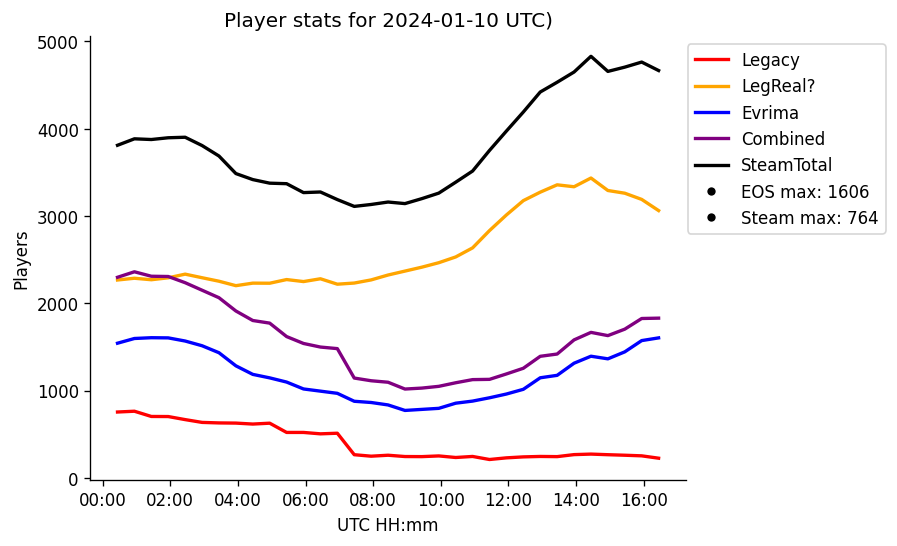 Player stats for 2024-01-10 UTC)
5000
4000
3000
2000
1000
0
Players
00:00 02:00 04:00 06:00 08:00 10:00 12:00 14:00 16:00
UTC HH:mm
Legacy
LegReal?
Evrima
Combined
SteamTotal
EOS max: 1606
Steam max: 764